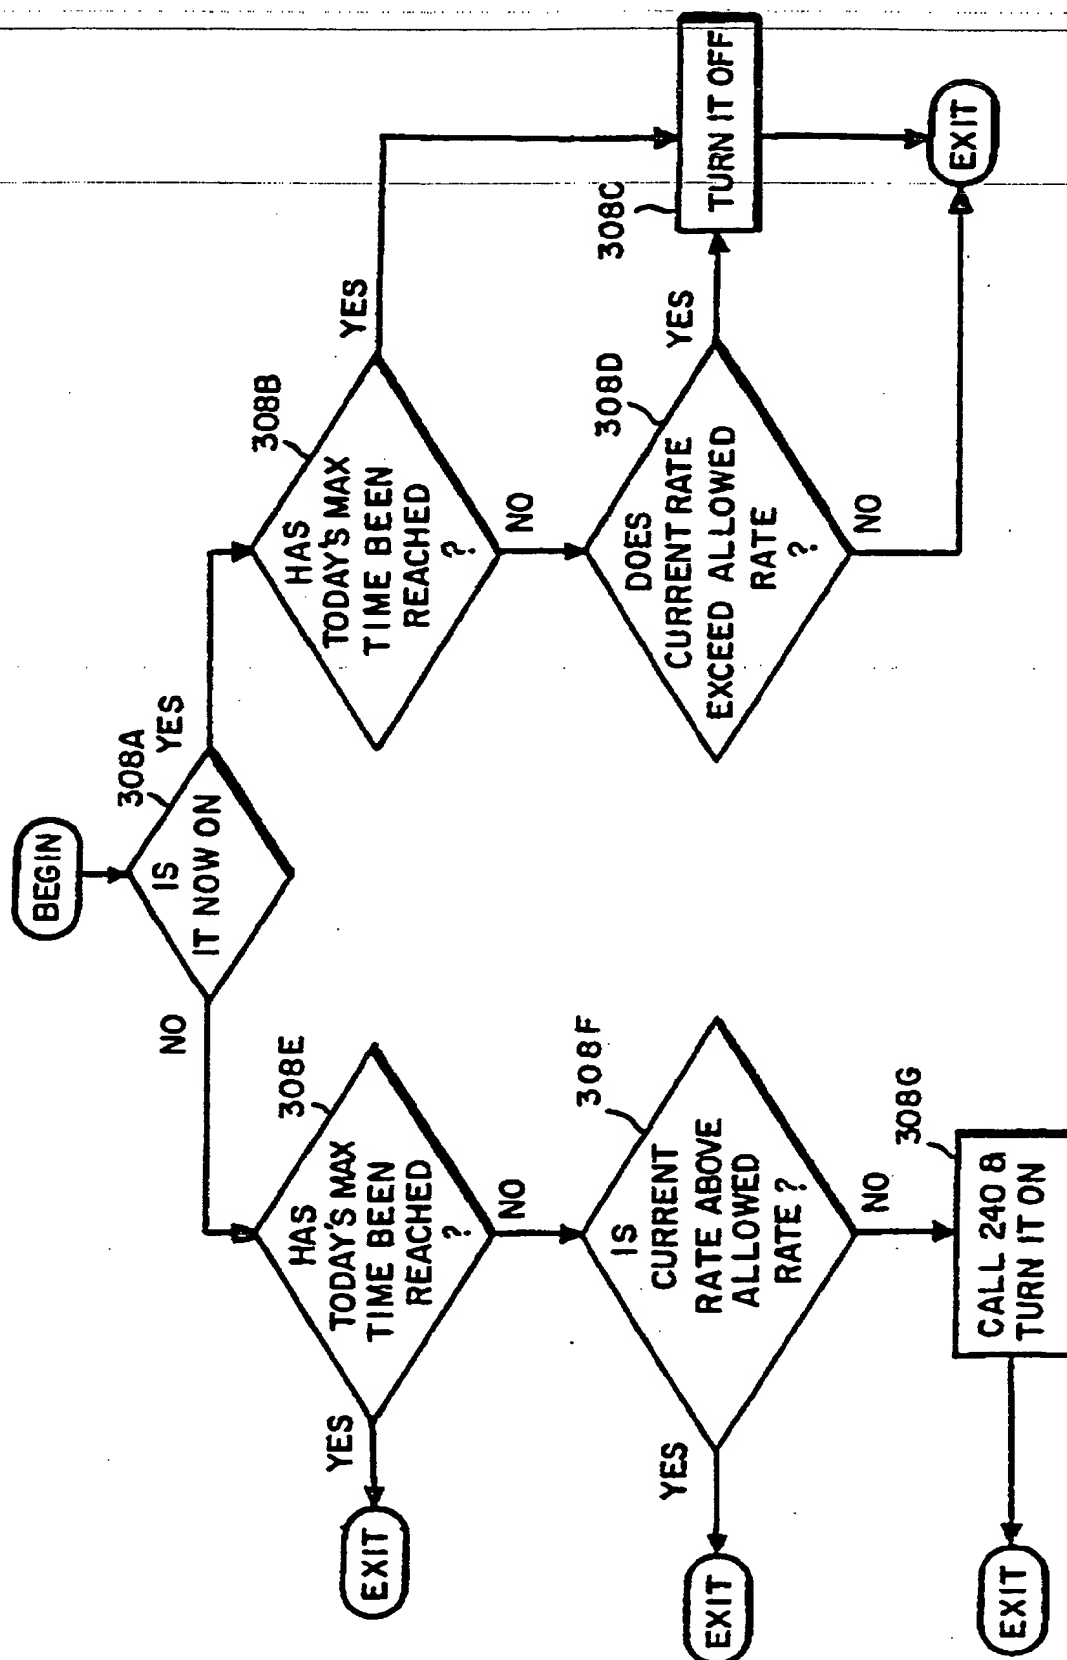 BEGIN
308A
IS
IT NOW ON
NO
YES
308E
HAS
TODAY'S MAX
TIME BEEN
REACHED
?
YES
EXIT
NO
308F
IS
CURRENT
RATE ABOVE
ALLOWED
RATE?
YES
EXIT
NO
308G
CALL 240 &
TURN IT ON
EXIT
308B
HAS
TODAY'S MAX
TIME BEEN
REACHED
?
YES
NO
308D
DOES
CURRENT RATE
EXCEED ALLOWED
RATE
?
YES
NO
308C
TURN IT OFF
EXIT